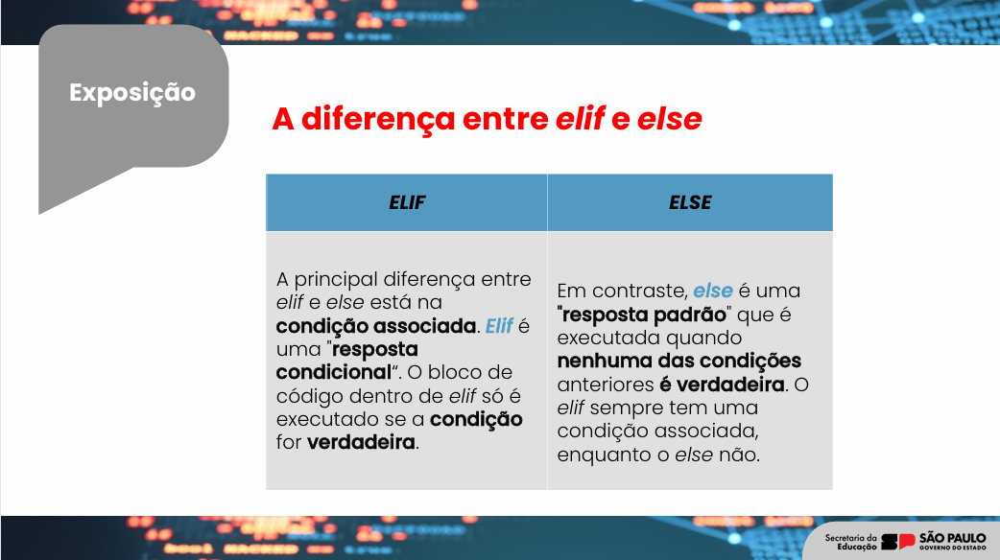 Exposição
A diferença entre elif e else
ELIF
ELSE
A principal diferença entre
elif e else está na
condição associada. Elif é
uma "resposta
condicional“. O bloco de
código dentro de elif só é
executado se a condição
for verdadeira.
Em contraste, else é uma
"resposta padrão" que é
executada quando
nenhuma das condições
anteriores é verdadeira. O
elif sempre tem uma
condição associada,
enquanto o else não.
Secretaria da
Educação
SP
SÃO PAULO
GOVERNO DO ESTADO